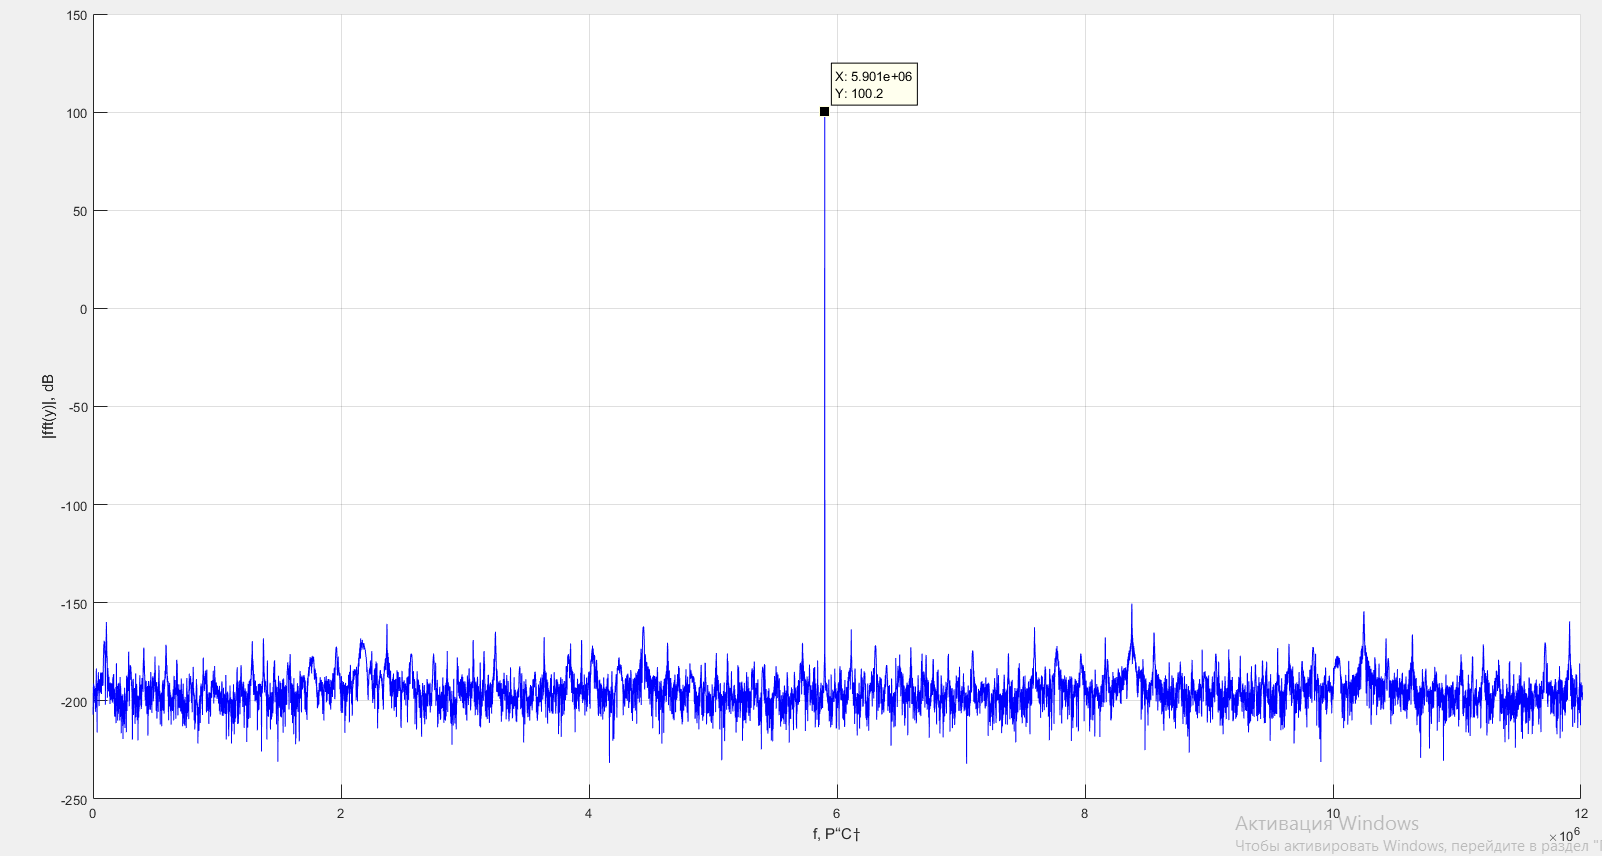 150
X: 5.901e+06
Y: 100.2
100
50
0
-50
|fft(y)|, dB
-100
-150
-200
-250
0 2 4 6 8 10 12
f, Р“С†
×10^6
Активация Windows
Чтобы активировать Windows, перейдите в раздел "